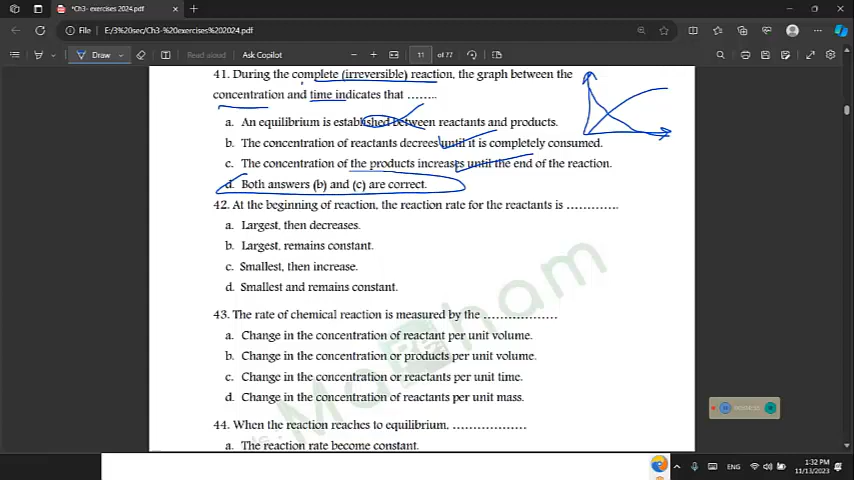 *Ch3- exercises 2024.pdf
File
E:/3 sec/Ch3-%20exercises%202024.pdf
Draw
Read aloud
Ask Copilot
11
of 77
41. During the complete (irreversible) reaction, the graph between the
concentration and time indicates that ........
a. An equilibrium is established between reactants and products.
b. The concentration of reactants decrees until it is completely consumed.
c. The concentration of the products increases until the end of the reaction.
d. Both answers (b) and (c) are correct.
42. At the beginning of reaction, the reaction rate for the reactants is .............
a. Largest, then decreases.
b. Largest, remains constant.
c. Smallest, then increase.
d. Smallest and remains constant.
43. The rate of chemical reaction is measured by the ...................
a. Change in the concentration of reactant per unit volume.
b. Change in the concentration or products per unit volume.
c. Change in the concentration or reactants per unit time.
d. Change in the concentration of reactants per unit mass.
44. When the reaction reaches to equilibrium, ...................
a. The reaction rate become constant.
ENG
1:32 PM
11/13/2023